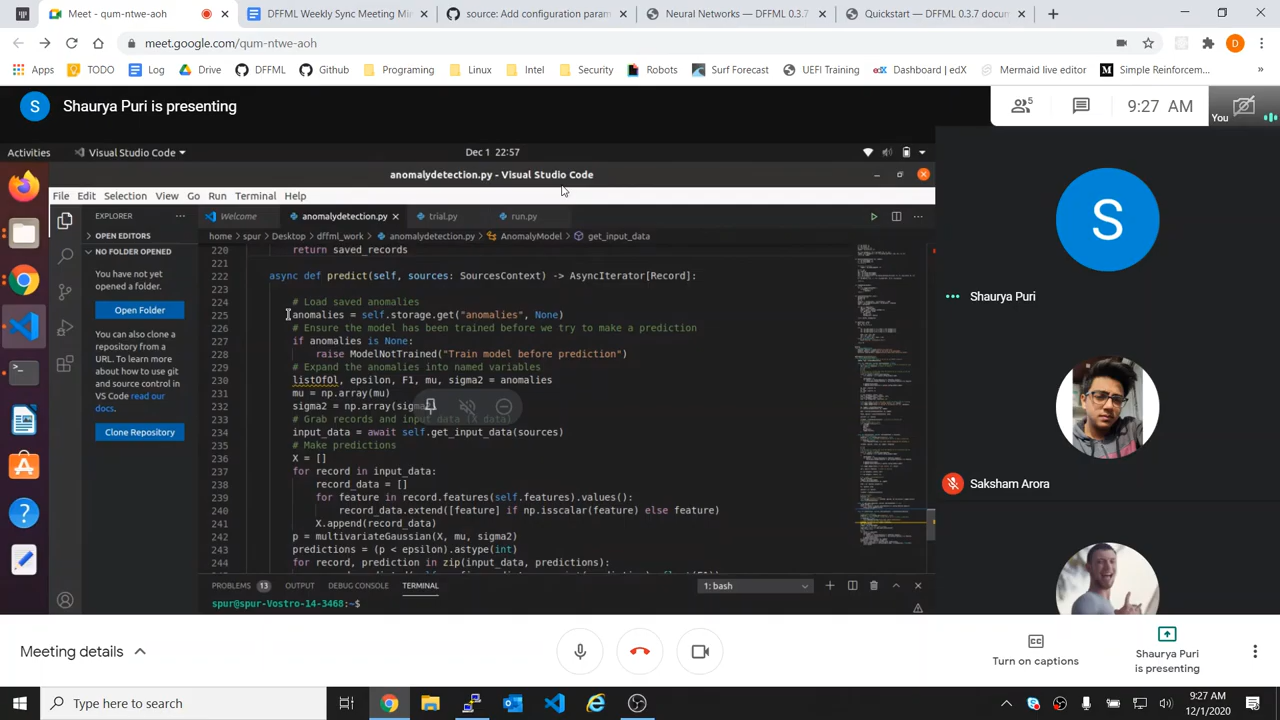 Meet - qum-ntwe-aoh
DFFML Weekly Sync Meeting Min
source: Add configuration param
Neural Networks — DFFML 0.3.7
Quickstart — DFFML 0.3.7 docum
meet.google.com/qum-ntwe-aoh
Apps TODO Log Drive DFFML Github Programing Linux Intel Security Robots Surf Forecast UEFI Training Dashboard | edX Mermaid live editor Simple Reinforcem...
S Shaurya Puri is presenting
5 9:27 AM You
Activities Visual Studio Code Dec 1 22:57
anomalydetection.py - Visual Studio Code
File Edit Selection View Go Run Terminal Help
EXPLORER
OPEN EDITORS
NO FOLDER OPENED
You have not yet
opened a folder.
Open Folder
You can also clone a
repository from a
URL. To learn more
about how to use git
and source control in
VS Code read our
docs.
Clone Repository
Welcome anomalydetection.py trial.py run.py
home > spur > Desktop > dffml_work > anomalydetection.py > AnomalyModel > get_input_data
220 return saved_records
221
222 async def predict(self, sources: SourcesContext) -> AsyncIterator[Record]:
223
224 # Load saved anomalies
225 anomalies = self.storage.get("anomalies", None)
226 # Ensure the model has been trained before we try to make a prediction
227 if anomalies is None:
228 raise ModelNotTrained("Train model before prediction")
229 # Expand the anomalies into named variables
230 listOfol, epsilon, F1, mu, sigma2 = anomalies
231 mu = np.array(mu)
232 sigma2 = np.array(sigma2)
233 # Grab records and input data (X data)
234 input_data = await self.get_input_data(sources)
235 # Make predictions
236 X = []
237 for record in input_data:
238 record_data = []
239 for feature in record.features(self.features).values():
240 record_data.extend([feature] if np.isscalar(feature) else feature)
241 X.append(record_data)
242 p = multivariateGaussian(X, mu, sigma2)
243 predictions = (p < epsilon).astype(int)
244 for record, prediction in zip(input_data, predictions):
PROBLEMS 13 OUTPUT DEBUG CONSOLE TERMINAL 1: bash
spur@spur-Vostro-14-3468:~$
S
Shaurya Puri
Saksham Arora
Meeting details
Turn on captions
Shaurya Puri
is presenting
Type here to search
9:27 AM
12/1/2020